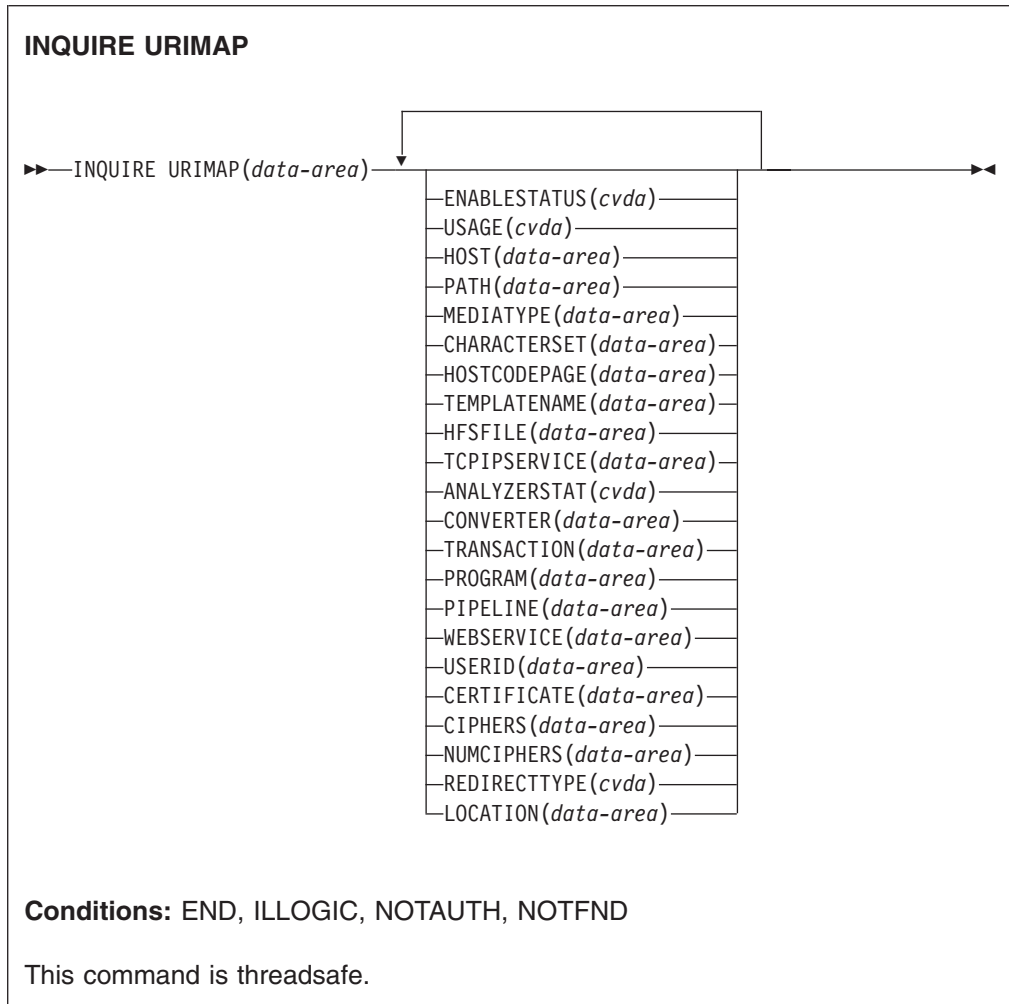 INQUIRE URIMAP
INQUIRE URIMAP(data-area)
ENABLESTATUS(cvda)
USAGE(cvda)
HOST(data-area)
PATH(data-area)
MEDIATYPE(data-area)
CHARACTERSET(data-area)
HOSTCODEPAGE(data-area)
TEMPLATENAME(data-area)
HFSFILE(data-area)
TCPIPSERVICE(data-area)
ANALYZERSTAT(cvda)
CONVERTER(data-area)
TRANSACTION(data-area)
PROGRAM(data-area)
PIPELINE(data-area)
WEBSERVICE(data-area)
USERID(data-area)
CERTIFICATE(data-area)
CIPHERS(data-area)
NUMCIPHERS(data-area)
REDIRECTTYPE(cvda)
LOCATION(data-area)
Conditions: END, ILLOGIC, NOTAUTH, NOTFND
This command is threadsafe.